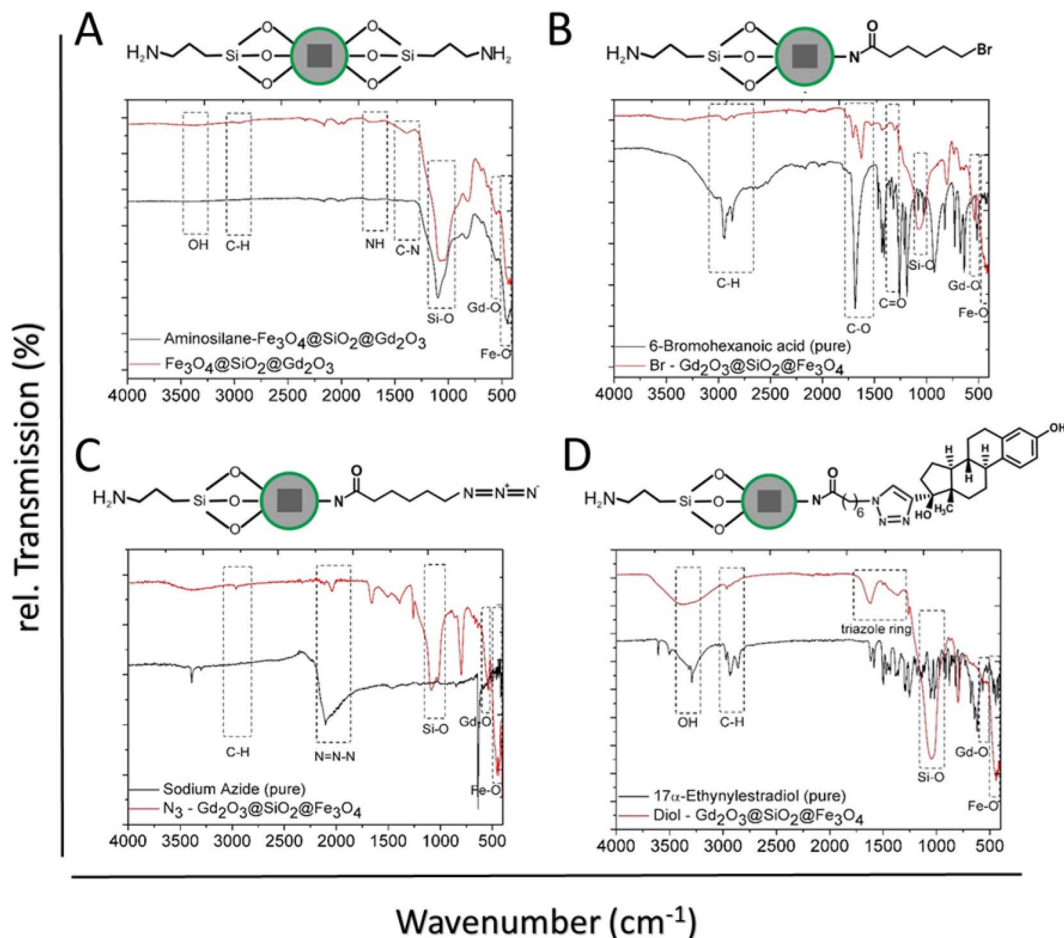 A
B
H₂N
Si
O
O
O
O
O
O
Si
NH₂
H₂N
Si
O
O
O
N
O
Br
OH
C-H
NH
C-N
Si-O
Gd-O
Fe-O
Aminosilane-Fe₃O₄@SiO₂@Gd₂O₃
Fe₃O₄@SiO₂@Gd₂O₃
4000 3500 3000 2500 2000 1500 1000 500
C-H
C-O
C=O
Si-O
Gd-O
Fe-O
6-Bromohexanoic acid (pure)
Br - Gd₂O₃@SiO₂@Fe₃O₄
4000 3500 3000 2500 2000 1500 1000 500
rel. Transmission (%)
C
D
H₂N
Si
O
O
O
N
O
N=N=N
+
-
H₂N
Si
O
O
O
N
O
6
N
N=N
HO
H₃C
H
H
H
OH
C-H
N=N-N
Si-O
Gd-O
Fe-O
Sodium Azide (pure)
N₃ - Gd₂O₃@SiO₂@Fe₃O₄
4000 3500 3000 2500 2000 1500 1000 500
OH
C-H
triazole ring
Si-O
Gd-O
Fe-O
17α-Ethynylestradiol (pure)
Diol - Gd₂O₃@SiO₂@Fe₃O₄
4000 3500 3000 2500 2000 1500 1000 500
Wavenumber (cm⁻¹)